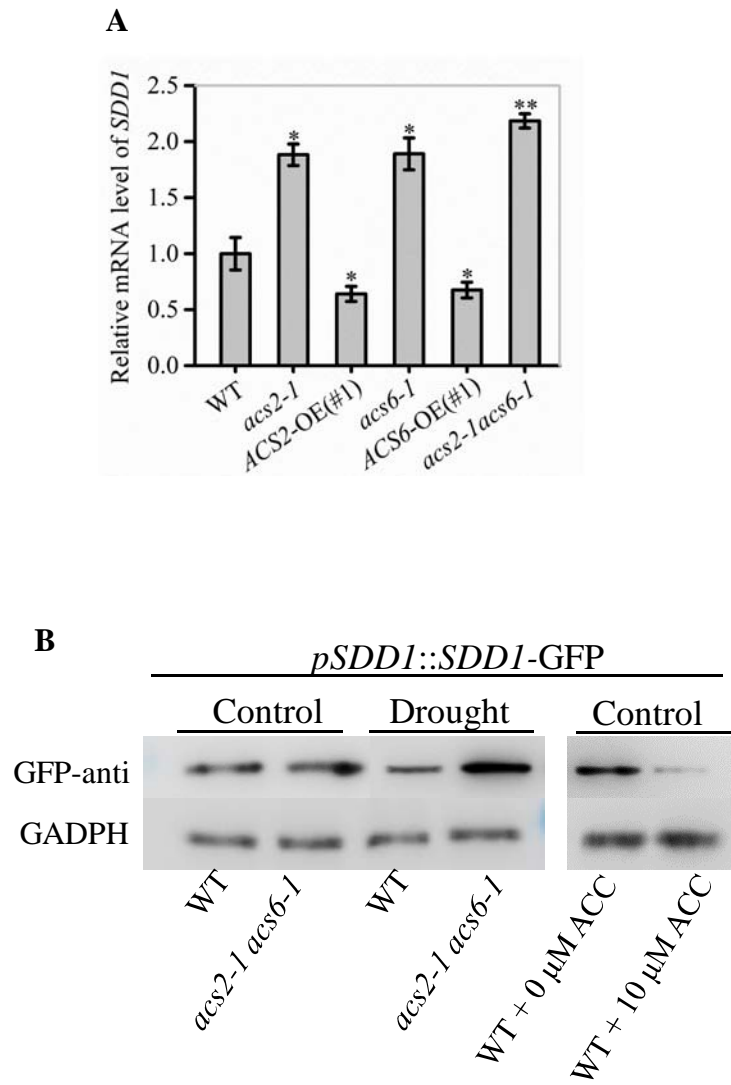 A
Relative mRNA level of SDD1
2.5
2.0
1.5
1.0
0.5
0.0
*
*
*
*
**
WT
acs2-1
ACS2-OE(#1)
acs6-1
ACS6-OE(#1)
acs2-1acs6-1
B
pSDD1::SDD1-GFP
Control
Drought
Control
GFP-anti
GADPH
WT
acs2-1 acs6-1
WT
acs2-1 acs6-1
WT + 0 µM ACC
WT + 10 µM ACC